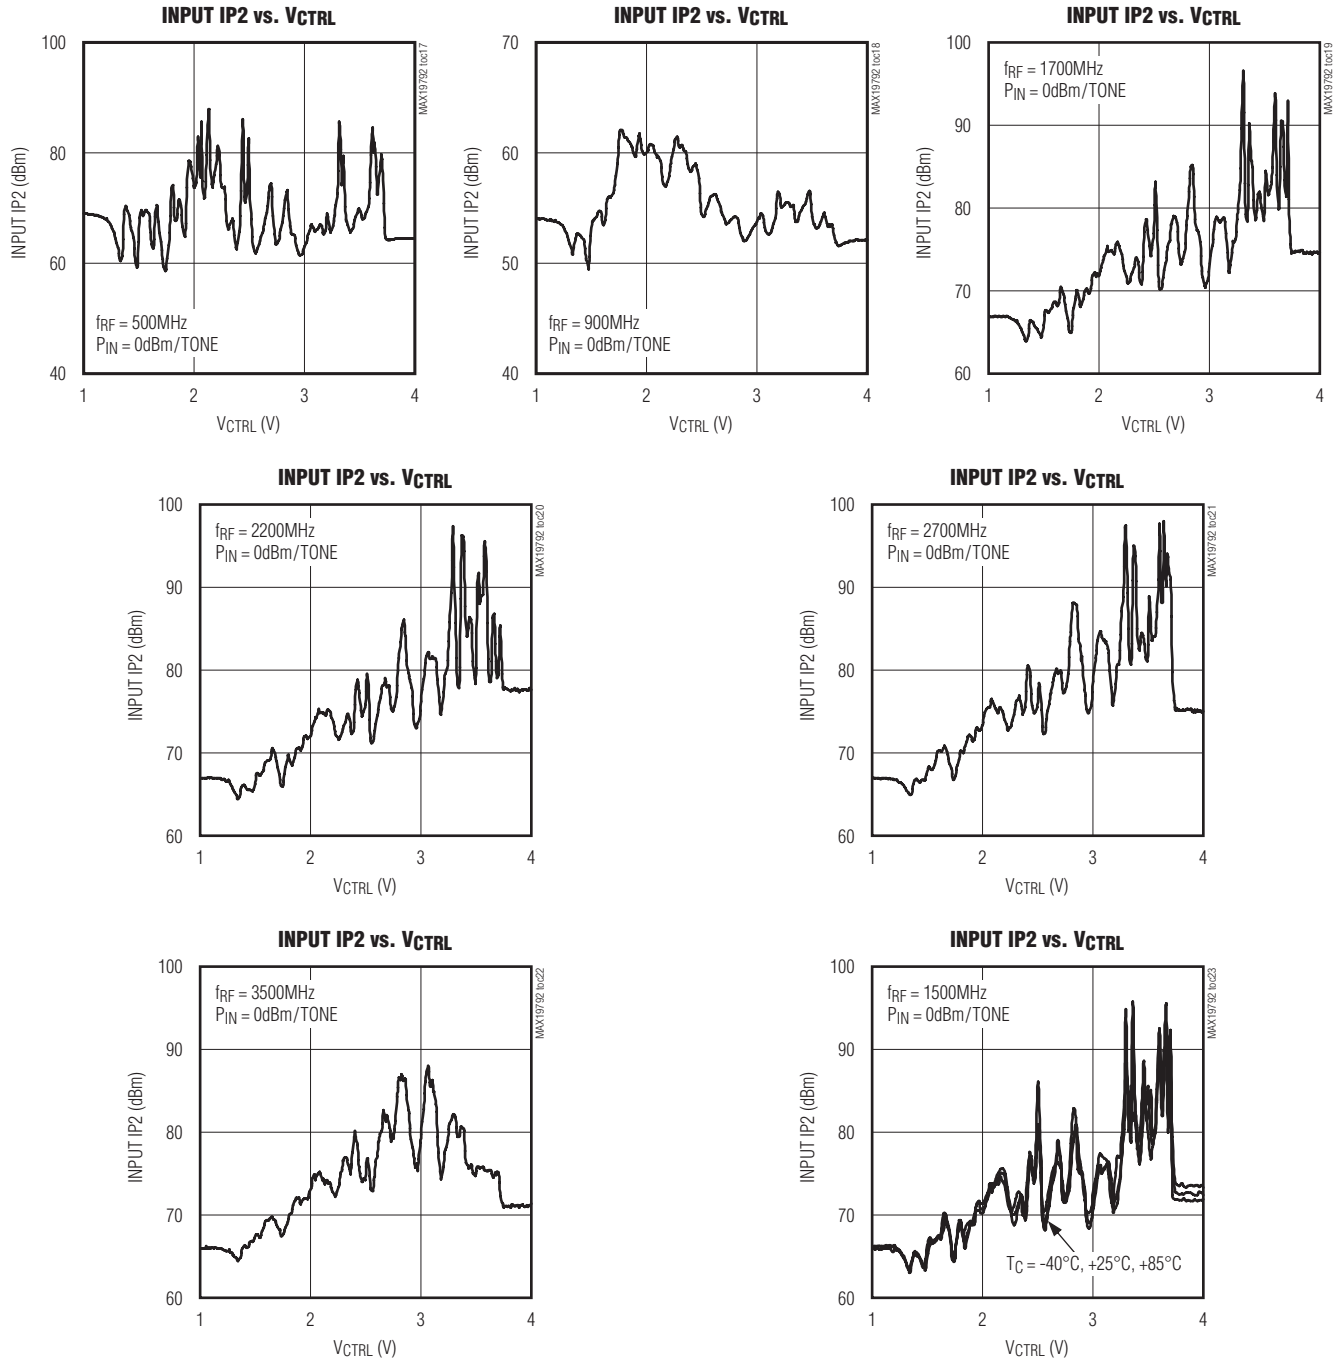 INPUT IP2 vs. VCTRL
100
80
60
40
INPUT IP2 (dBm)
fRF = 500MHz
PIN = 0dBm/TONE
1 2 3 4
VCTRL (V)
MAX19792 toc17
INPUT IP2 vs. VCTRL
70
60
50
40
INPUT IP2 (dBm)
fRF = 900MHz
PIN = 0dBm/TONE
1 2 3 4
VCTRL (V)
MAX19792 toc18
INPUT IP2 vs. VCTRL
100
90
80
70
60
INPUT IP2 (dBm)
fRF = 1700MHz
PIN = 0dBm/TONE
1 2 3 4
VCTRL (V)
MAX19792 toc19
INPUT IP2 vs. VCTRL
100
90
80
70
60
INPUT IP2 (dBm)
fRF = 2200MHz
PIN = 0dBm/TONE
1 2 3 4
VCTRL (V)
MAX19792 toc20
INPUT IP2 vs. VCTRL
100
90
80
70
60
INPUT IP2 (dBm)
fRF = 2700MHz
PIN = 0dBm/TONE
1 2 3 4
VCTRL (V)
MAX19792 toc21
INPUT IP2 vs. VCTRL
100
90
80
70
60
INPUT IP2 (dBm)
fRF = 3500MHz
PIN = 0dBm/TONE
1 2 3 4
VCTRL (V)
MAX19792 toc22
INPUT IP2 vs. VCTRL
100
90
80
70
60
INPUT IP2 (dBm)
fRF = 1500MHz
PIN = 0dBm/TONE
TC = -40°C, +25°C, +85°C
1 2 3 4
VCTRL (V)
MAX19792 toc23